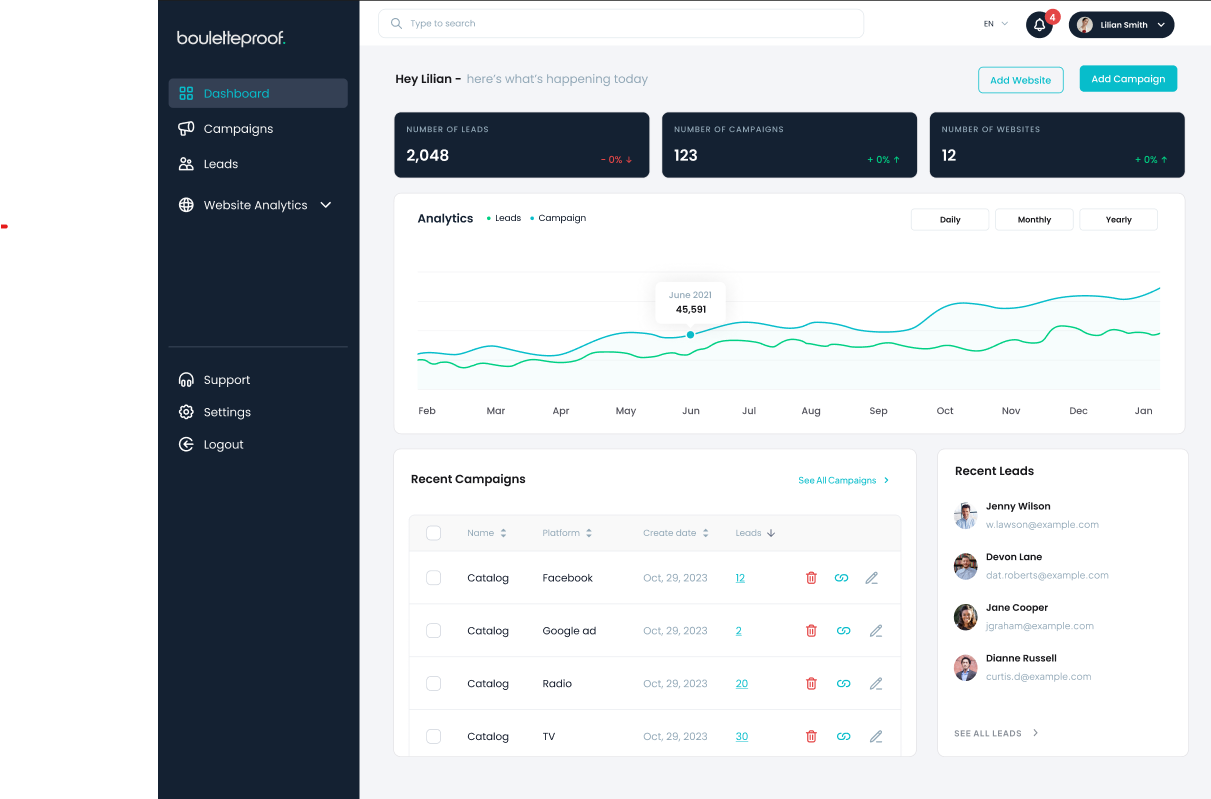 boulетteproof.
Dashboard
Campaigns
Leads
Website Analytics
Support
Settings
Logout
Type to search
EN
4
Lilian Smith
Hey Lilian - here's what's happening today
Add Website
Add Campaign
NUMBER OF LEADS
2,048
- 0% ↓
NUMBER OF CAMPAIGNS
123
+ 0% ↑
NUMBER OF WEBSITES
12
+ 0% ↑
Analytics
Leads
Campaign
Daily
Monthly
Yearly
June 2021
45,591
Feb Mar Apr May Jun Jul Aug Sep Oct Nov Dec Jan
Recent Campaigns
See All Campaigns
Name Platform Create date Leads
Catalog Facebook Oct, 29, 2023 12
Catalog Google ad Oct, 29, 2023 2
Catalog Radio Oct, 29, 2023 20
Catalog TV Oct, 29, 2023 30
Recent Leads
Jenny Wilson
w.lawson@example.com
Devon Lane
dat.roberts@example.com
Jane Cooper
jgraham@example.com
Dianne Russell
curtis.d@example.com
SEE ALL LEADS